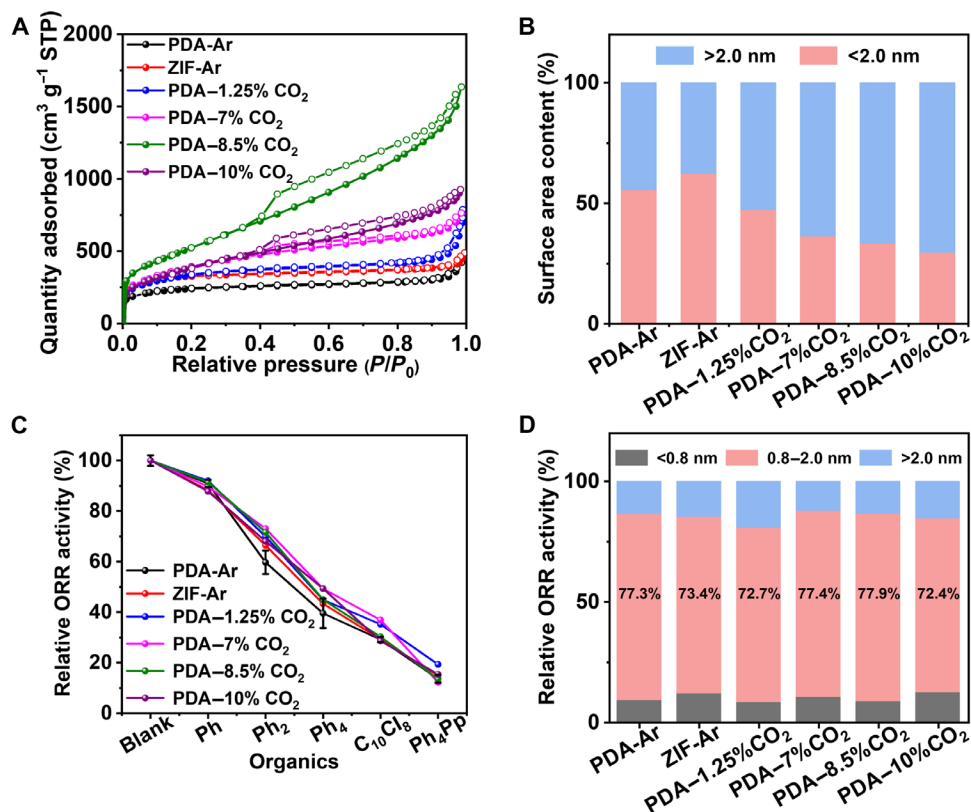 A
Quantity adsorbed (cm³ g⁻¹ STP)
2000
1500
1000
500
0
PDA-Ar
ZIF-Ar
PDA–1.25% CO₂
PDA–7% CO₂
PDA–8.5% CO₂
PDA–10% CO₂
0.0 0.2 0.4 0.6 0.8 1.0
Relative pressure (P/P₀)
B
Surface area content (%)
100
50
0
>2.0 nm <2.0 nm
PDA-Ar
ZIF-Ar
PDA–1.25%CO₂
PDA–7%CO₂
PDA–8.5%CO₂
PDA–10%CO₂
C
Relative ORR activity (%)
100
80
60
40
20
0
PDA-Ar
ZIF-Ar
PDA–1.25% CO₂
PDA–7% CO₂
PDA–8.5% CO₂
PDA–10% CO₂
Blank
Ph
Ph₂
Ph₄
C₁₀Cl₈
Ph₄Pp
Organics
D
Relative ORR activity (%)
100
50
0
<0.8 nm 0.8–2.0 nm >2.0 nm
77.3% 73.4% 72.7% 77.4% 77.9% 72.4%
PDA-Ar
ZIF-Ar
PDA–1.25%CO₂
PDA–7%CO₂
PDA–8.5%CO₂
PDA–10%CO₂